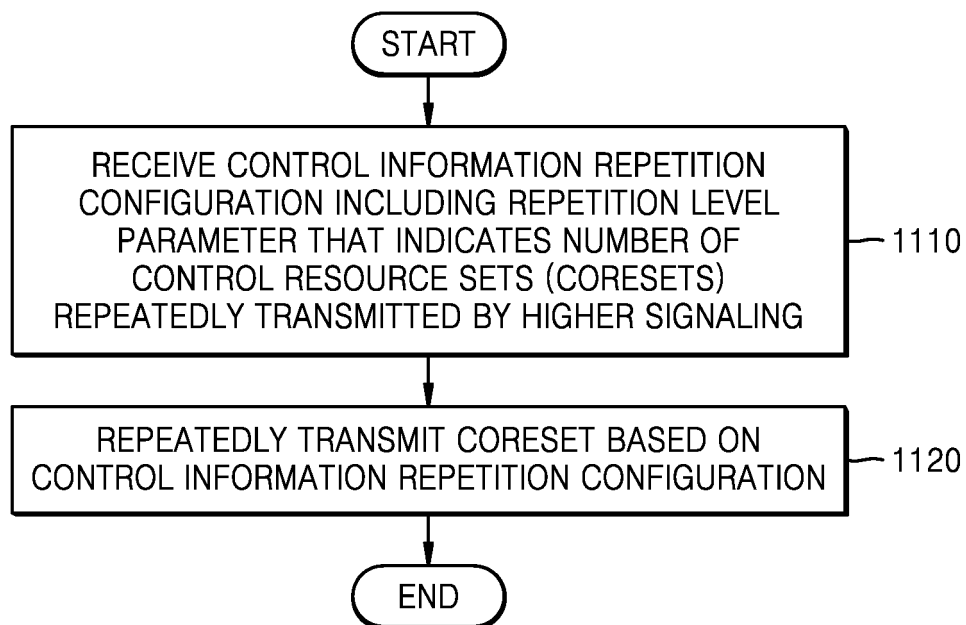 START
RECEIVE CONTROL INFORMATION REPETITION
CONFIGURATION INCLUDING REPETITION LEVEL
PARAMETER THAT INDICATES NUMBER OF
CONTROL RESOURCE SETS (CORESETS)
REPEATEDLY TRANSMITTED BY HIGHER SIGNALING
1110
REPEATEDLY TRANSMIT CORESET BASED ON
CONTROL INFORMATION REPETITION CONFIGURATION
1120
END